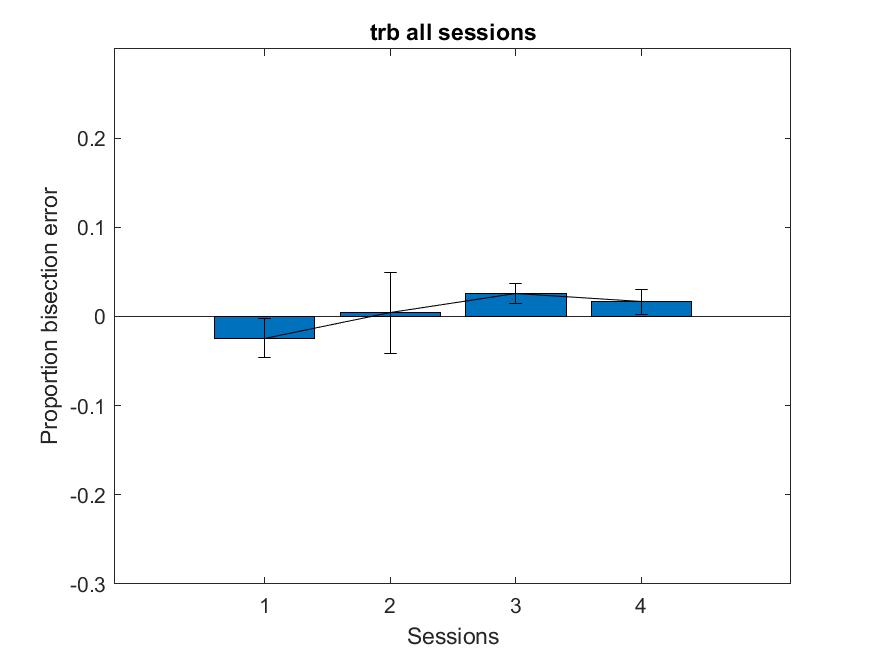 trb all sessions
Proportion bisection error
0.2
0.1
0
-0.1
-0.2
-0.3
1 2 3 4
Sessions